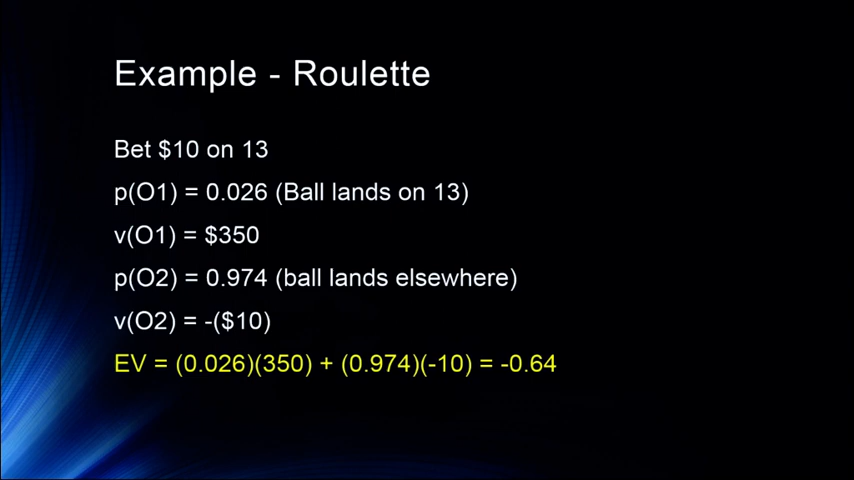 Example - Roulette
Bet $10 on 13
p(O1) = 0.026 (Ball lands on 13)
v(O1) = $350
p(O2) = 0.974 (ball lands elsewhere)
v(O2) = -($10)
EV = (0.026)(350) + (0.974)(-10) = -0.64